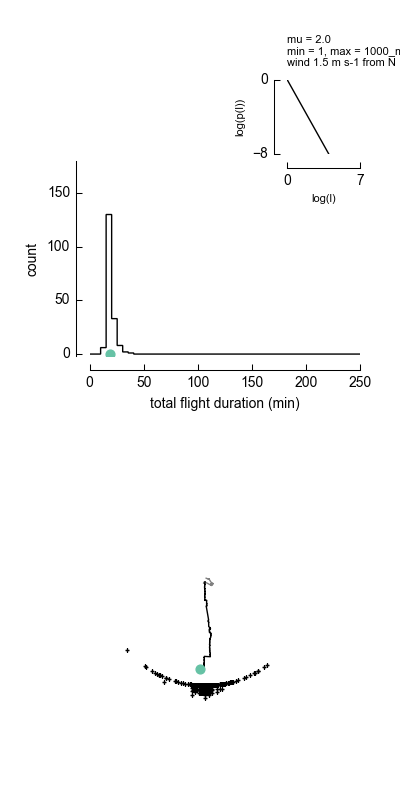 mu = 2.0
min = 1, max = 1000_m
wind 1.5 m s-1 from N
0
log(p(l))
−8
0
7
log(l)
150
100
50
0
count
0
50
100
150
200
250
total flight duration (min)